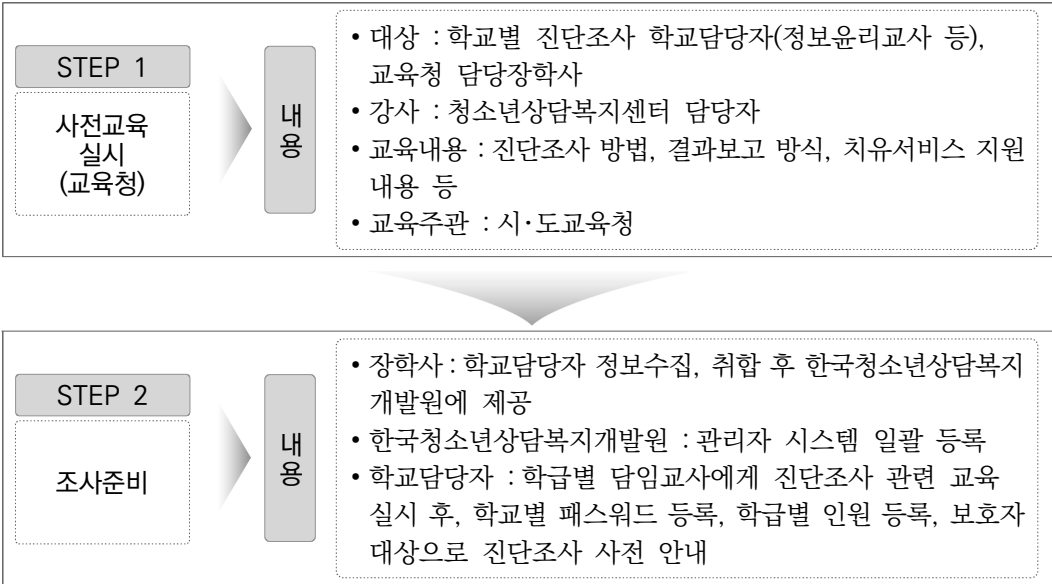 STEP 1
사전교육
실시
(교육청)
내
용
• 대상 : 학교별 진단조사 학교담당자(정보윤리교사 등),
교육청 담당장학사
• 강사 : 청소년상담복지센터 담당자
• 교육내용 : 진단조사 방법, 결과보고 방식, 치유서비스 지원
내용 등
• 교육주관 : 시·도교육청
STEP 2
조사준비
내
용
• 장학사 : 학교담당자 정보수집, 취합 후 한국청소년상담복지
개발원에 제공
• 한국청소년상담복지개발원 : 관리자 시스템 일괄 등록
• 학교담당자 : 학급별 담임교사에게 진단조사 관련 교육
실시 후, 학교별 패스워드 등록, 학급별 인원 등록, 보호자
대상으로 진단조사 사전 안내